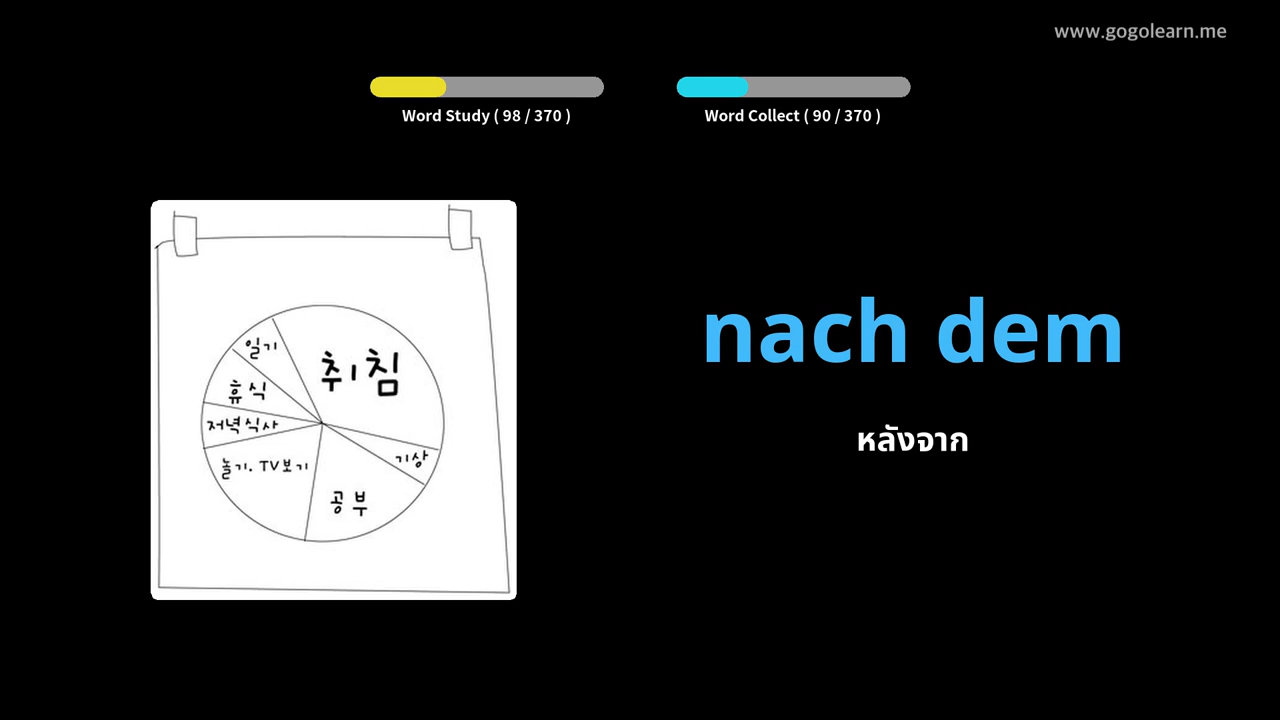 www.gogolearn.me
Word Study ( 98 / 370 )
Word Collect ( 90 / 370 )
일기
취침
휴식
저녁식사
놀기. TV보기
기상
공부
nach dem
หลังจาก